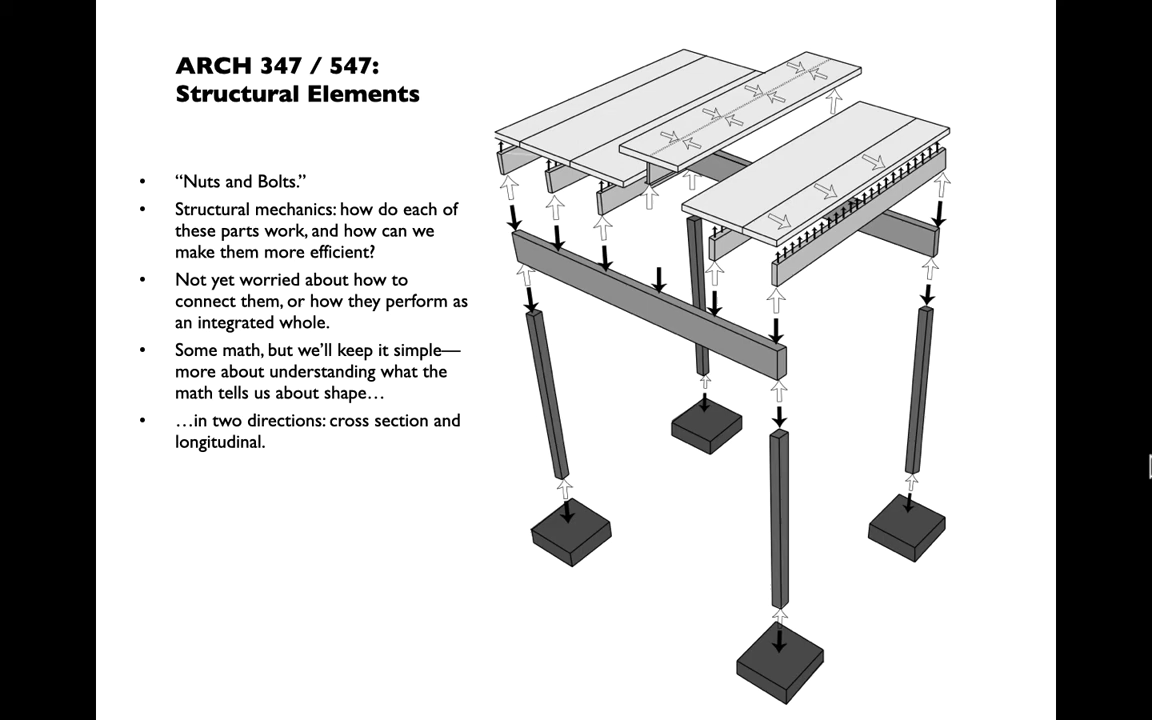 ARCH 347 / 547:
Structural Elements
• “Nuts and Bolts.”
• Structural mechanics: how do each of
these parts work, and how can we
make them more efficient?
• Not yet worried about how to
connect them, or how they perform as
an integrated whole.
• Some math, but we’ll keep it simple—
more about understanding what the
math tells us about shape…
• …in two directions: cross section and
longitudinal.